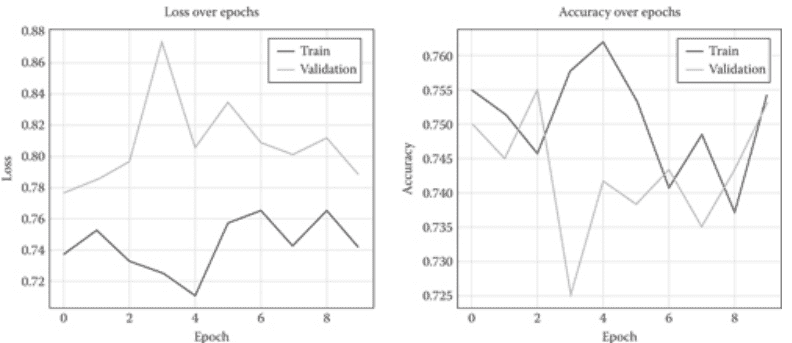 Loss over epochs
0.88
0.86
0.84
0.82
0.80
0.78
0.76
0.74
0.72
Loss
0 2 4 6 8
Epoch
Train
Validation
Accuracy over epochs
0.760
0.755
0.750
0.745
0.740
0.735
0.730
0.725
Accuracy
0 2 4 6 8
Epoch
Train
Validation